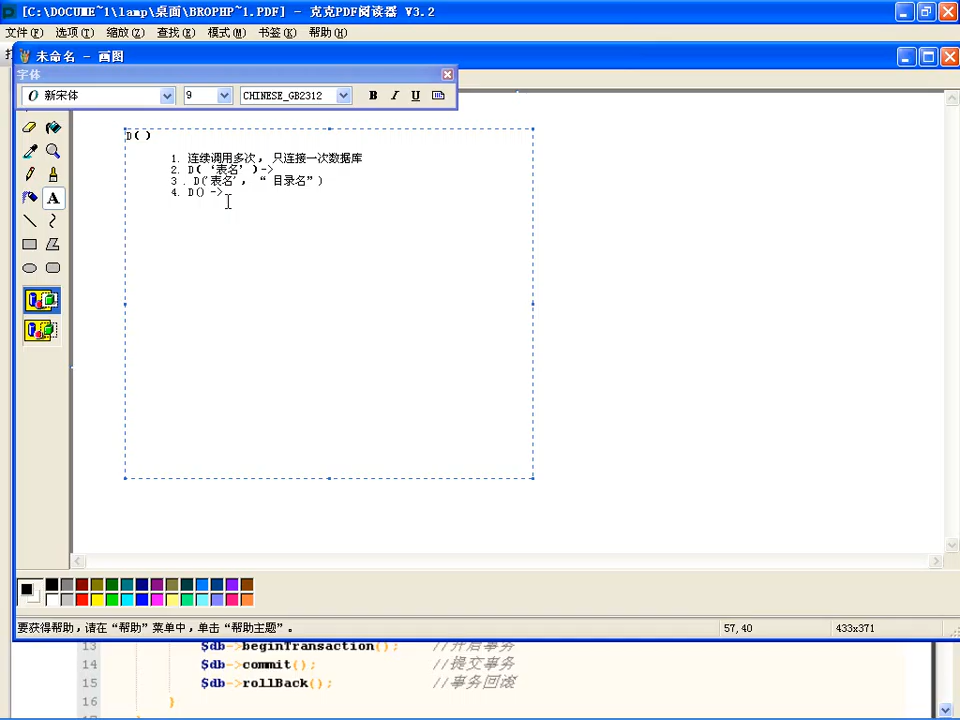 [C:\DOCUME~1\lamp\桌面\BROPHP~1.PDF] - 克克PDF阅读器 V3.2
文件(F) 选项(T) 缩放(Z) 查找(E) 模式(M) 书签(K) 帮助(H)
未命名 - 画图
字体
新宋体 9 CHINESE_GB2312 B I U
D( )
1. 连续调用多次, 只连接一次数据库
2. D( ‘表名’ )->
3 . D('表名', “ 目录名”)
4. D() ->
A
要获得帮助,请在“帮助”菜单中,单击“帮助主题”。 57,40 433x371
13 $db->beginTransaction(); //开启事务
14 $db->commit(); //提交事务
15 $db->rollBack(); //事务回滚
16 }